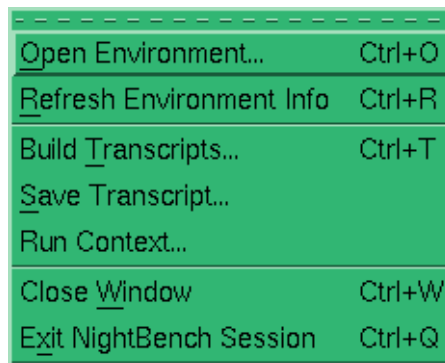 Open Environment... Ctrl+O
Refresh Environment Info Ctrl+R
Build Transcripts... Ctrl+T
Save Transcript...
Run Context...
Close Window Ctrl+W
Exit NightBench Session Ctrl+Q